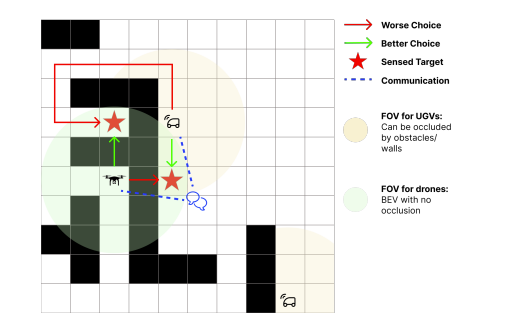 Worse Choice
Better Choice
Sensed Target
Communication
FOV for UGVs:
Can be occluded
by obstacles/
walls
FOV for drones:
BEV with no
occlusion